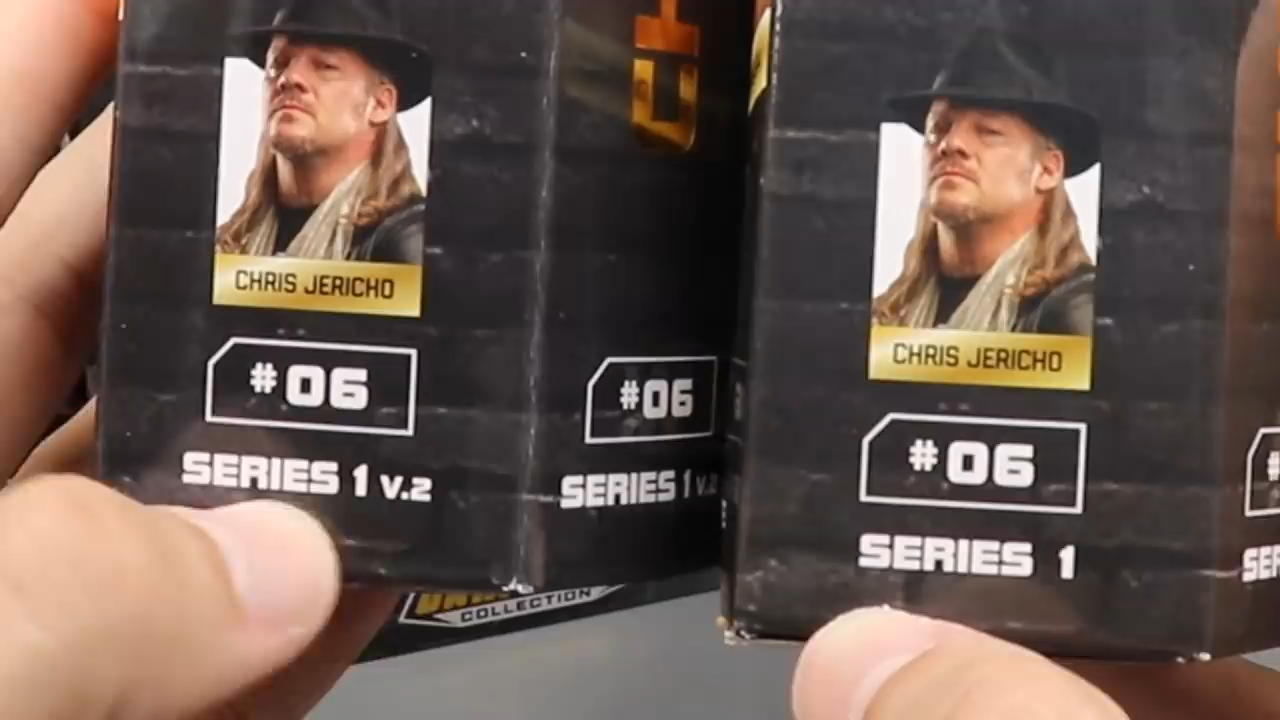 CHRIS JERICHO
#06
SERIES 1 V.2
#06
SERIES 1 V.2
COLLECTION
CHRIS JERICHO
#06
SERIES 1